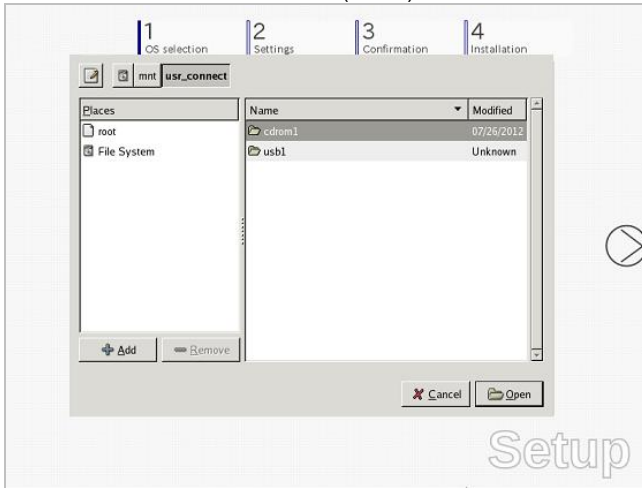 1 2 3 4
OS selection Settings Confirmation Installation
mnt usr_connect
Places Name Modified
root cdrom1 07/26/2012
File System usb1 Unknown
Add Remove
Cancel Open
Setup